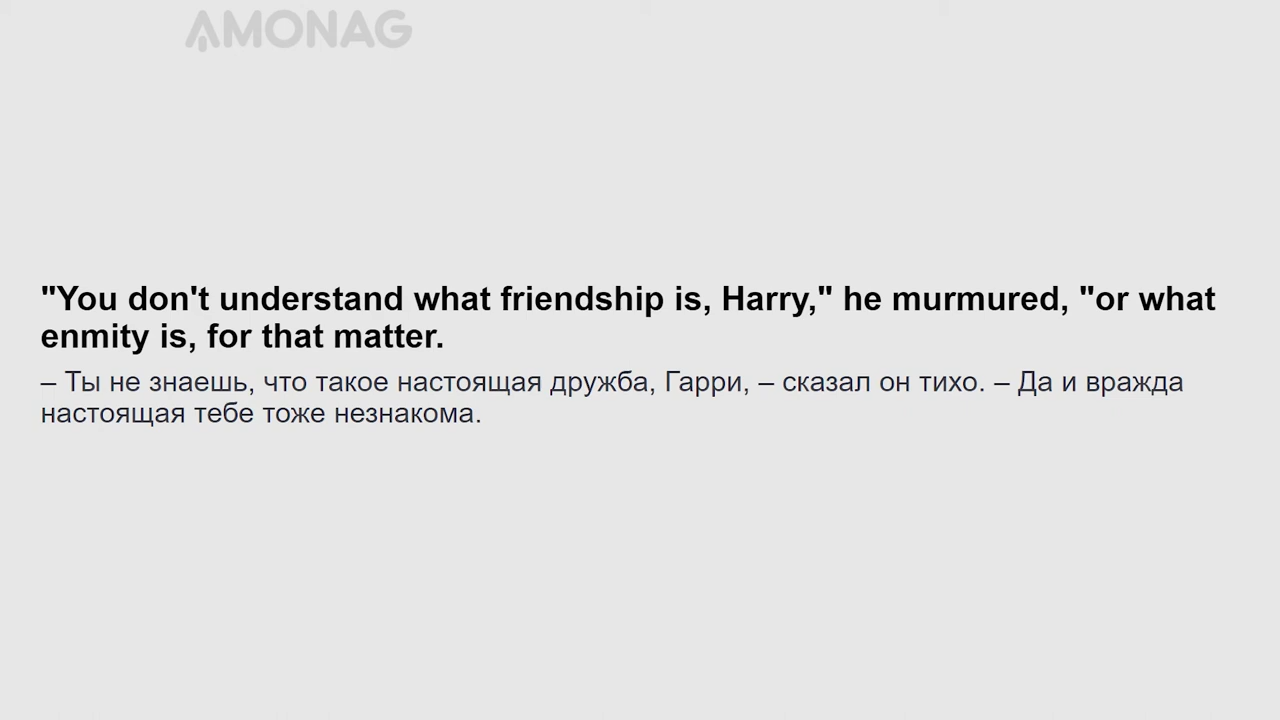 AMONAG
"You don't understand what friendship is, Harry," he murmured, "or what
enmity is, for that matter.
– Ты не знаешь, что такое настоящая дружба, Гарри, – сказал он тихо. – Да и вражда
настоящая тебе тоже незнакома.